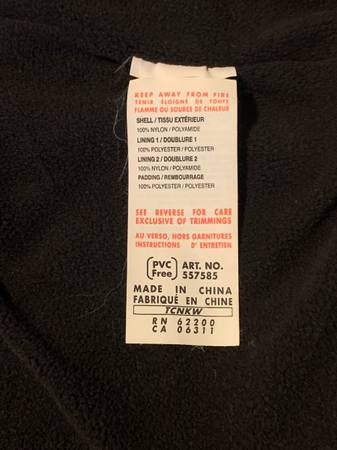 KEEP AWAY FROM FIRE
TENIR ÉLOIGNÉ DE TOUTE
FLAMME OU SOURCE DE CHALEUR
SHELL / TISSU EXTÉRIEUR
100% NYLON / POLYAMIDE
LINING 1 / DOUBLURE 1
100% POLYESTER / POLYESTER
LINING 2 / DOUBLURE 2
100% POLYESTER / POLYESTER
PADDING / REMBOURRAGE
100% POLYESTER / POLYESTER
SEE REVERSE FOR CARE
EXCLUSIVE OF TRIMMINGS
AU VERSO, HORS GARNITURES
INSTRUCTIONS D' ENTRETIEN
PVC Free ART. NO.
557585
MADE IN CHINA
FABRIQUÉ EN CHINE
TCNKW
RN 62200
CA 06311